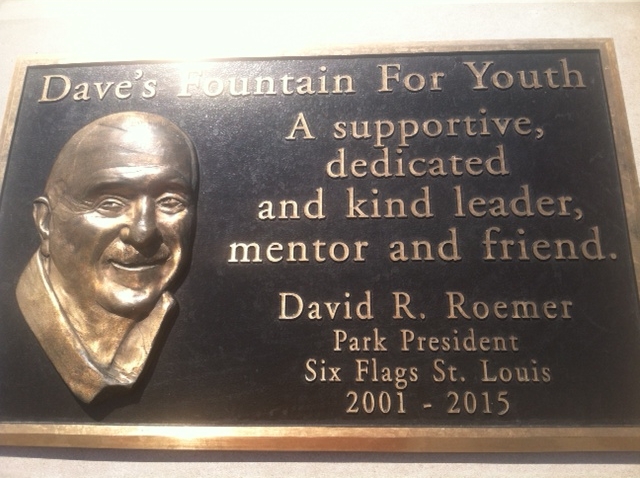 Dave's Fountain For Youth
A supportive,
dedicated
and kind leader,
mentor and friend.
David R. Roemer
Park President
Six Flags St. Louis
2001 - 2015